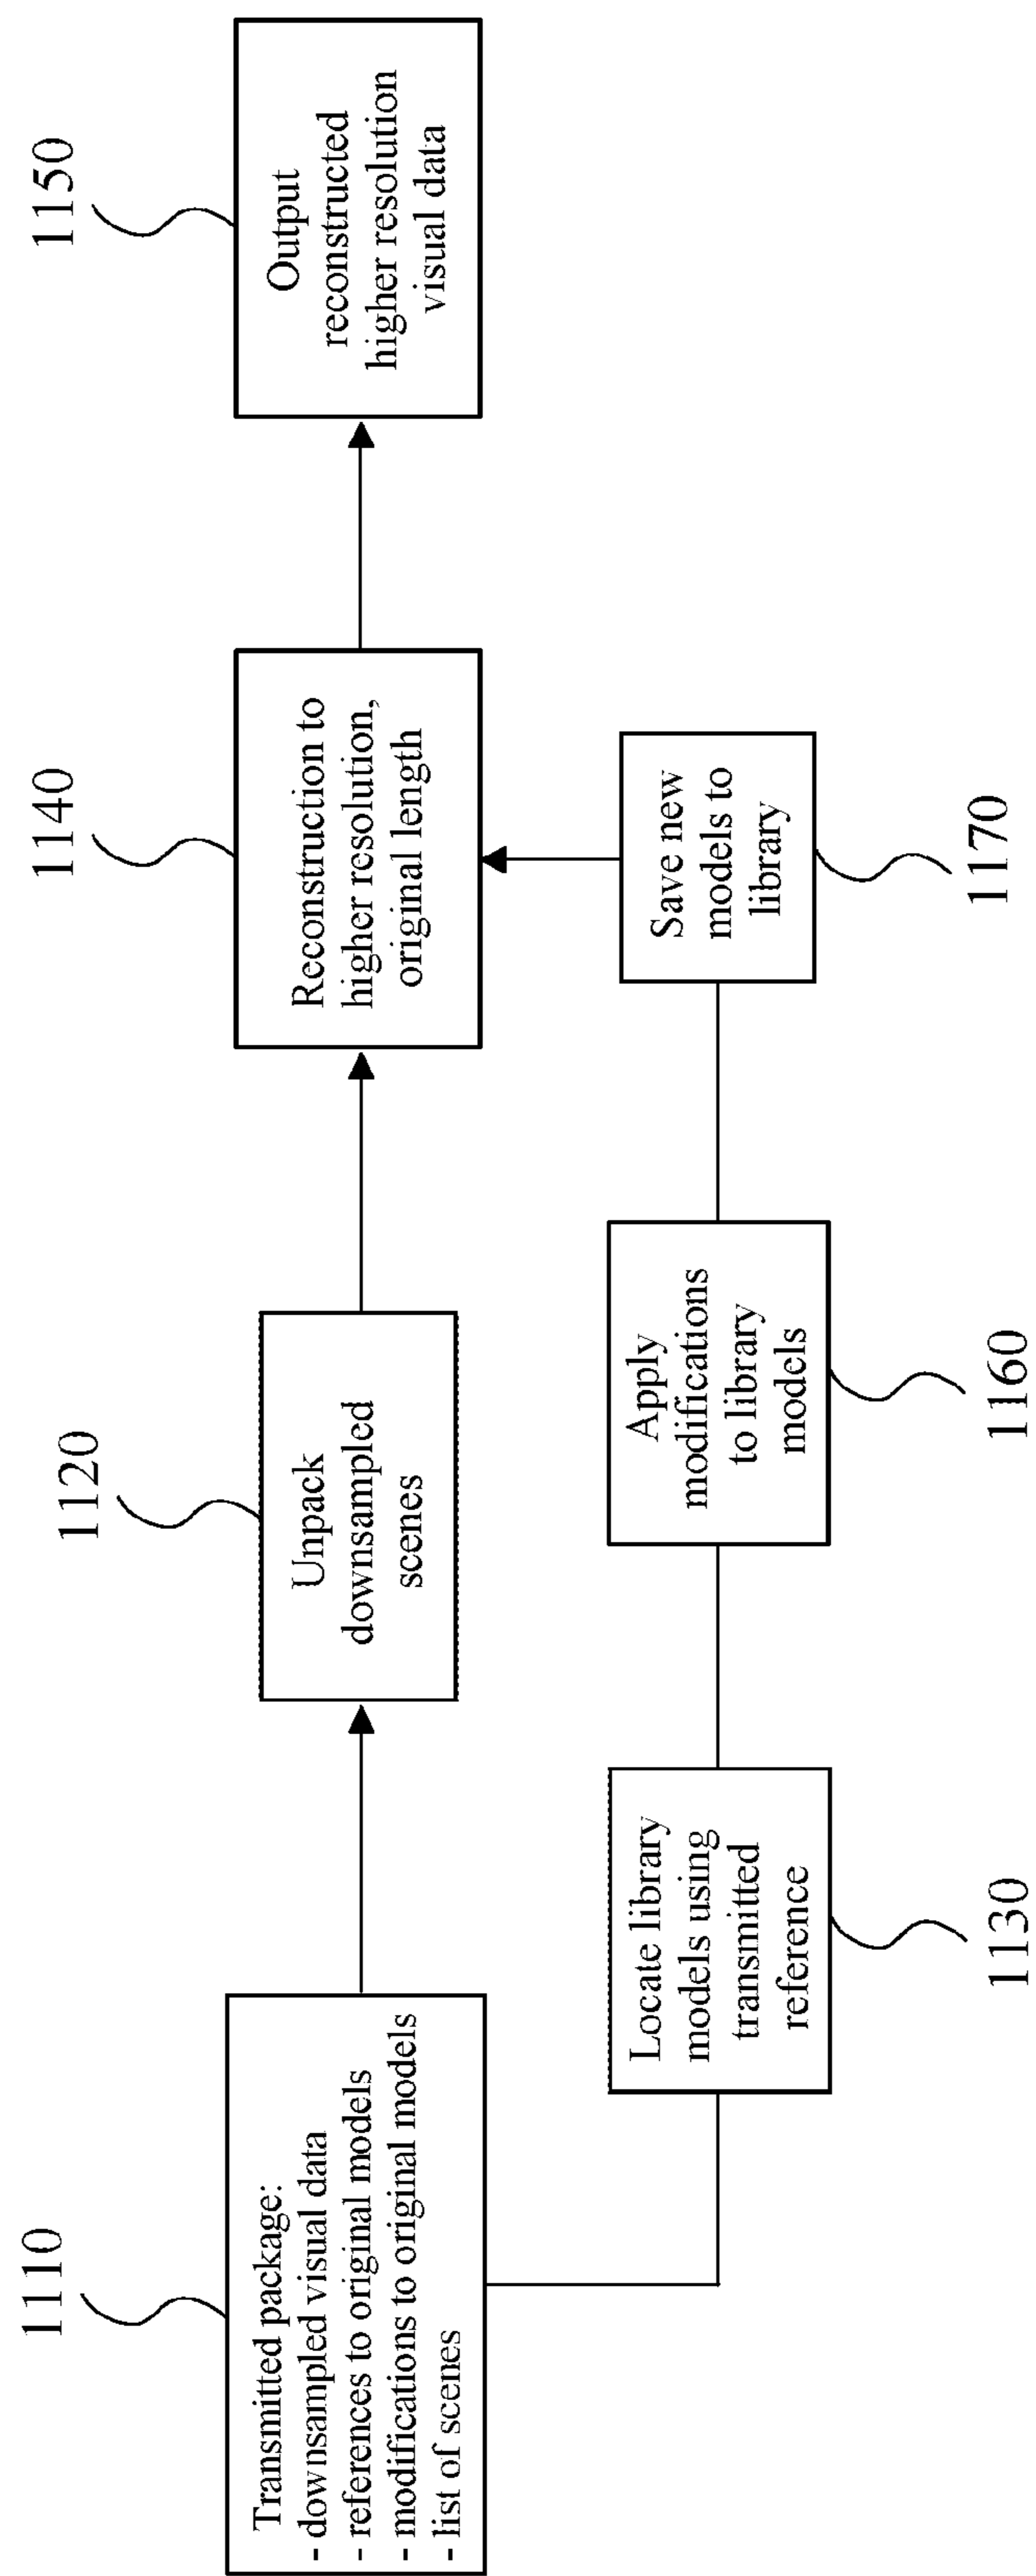 1110
Transmitted package:
- downsampled visual data
- references to original models
- modifications to original models
- list of scenes
1120
Unpack
downsampled
scenes
1140
Reconstruction to
higher resolution,
original length
1150
Output
reconstructed
higher resolution
visual data
Locate library
models using
transmitted
reference
1130
Apply
modifications
to library
models
1160
Save new
models to
library
1170